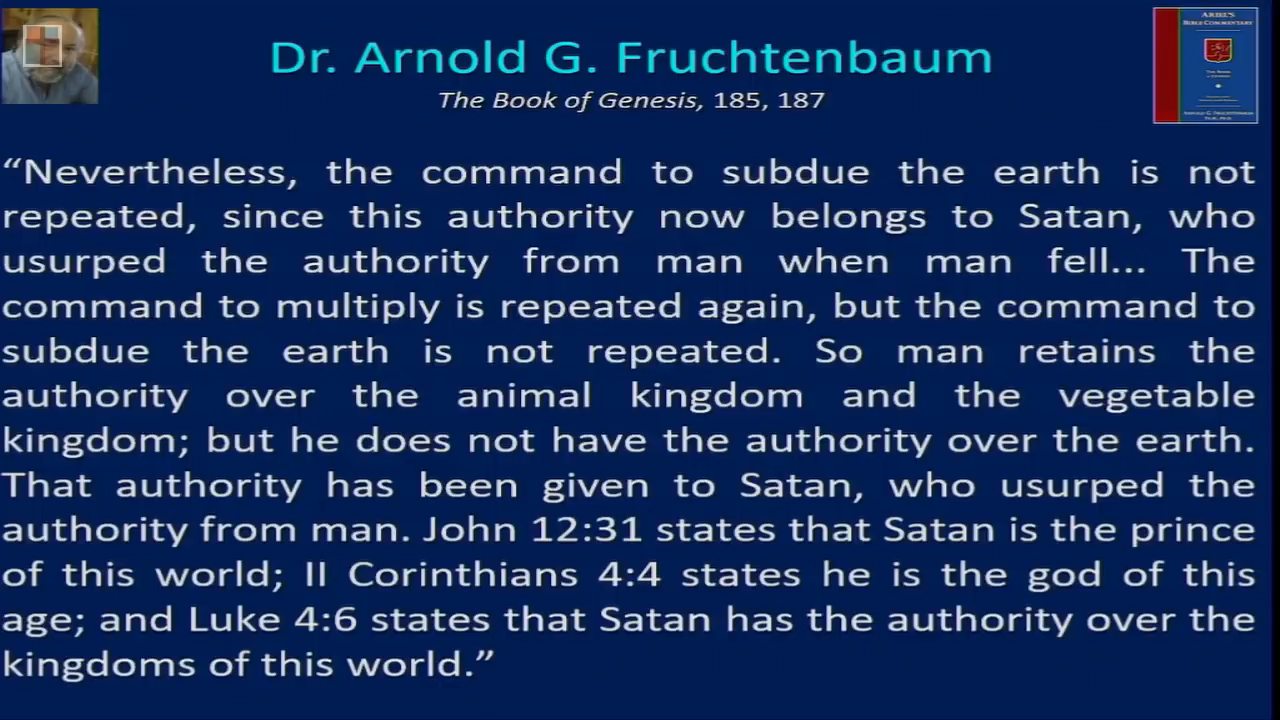 Dr. Arnold G. Fruchtenbaum
The Book of Genesis, 185, 187
ARIEL'S
BIBLE COMMENTARY
“Nevertheless, the command to subdue the earth is not
repeated, since this authority now belongs to Satan, who
usurped the authority from man when man fell... The
command to multiply is repeated again, but the command to
subdue the earth is not repeated. So man retains the
authority over the animal kingdom and the vegetable
kingdom; but he does not have the authority over the earth.
That authority has been given to Satan, who usurped the
authority from man. John 12:31 states that Satan is the prince
of this world; II Corinthians 4:4 states he is the god of this
age; and Luke 4:6 states that Satan has the authority over the
kingdoms of this world.”